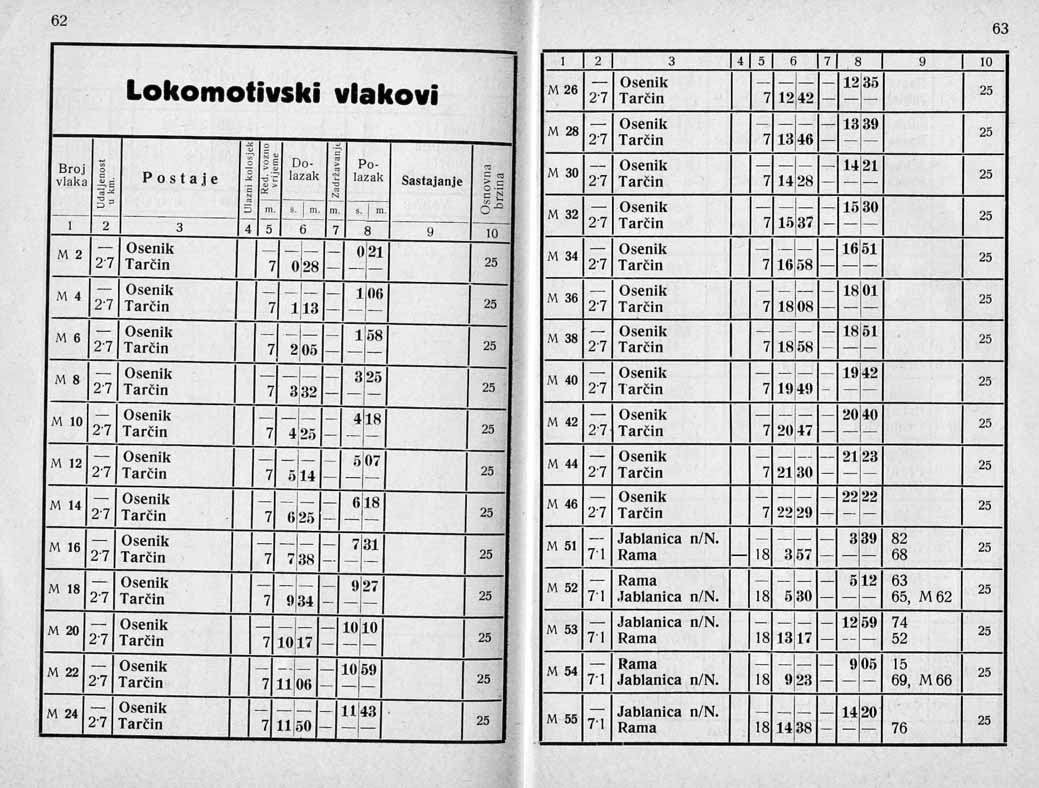 62
Lokomotivski vlakovi
Broj vlaka | Udaljenost u km. | Postaje | Ulazni kolosjek | Red. vozno vrijeme | Do- lazak | Zadržavanje | Po- lazak | Sastajanje | Osnovna brzina
m. | s. | m. | m. | s. | m.
1 | 2 | 3 | 4 | 5 | 6 | 7 | 8 | 9 | 10
M 2 | — | Osenik | — | — | — | — | 0 | 21 | 25
2·7 | Tarčin | 7 | 0 | 28 | — | — | —
M 4 | — | Osenik | — | — | — | — | 1 | 06 | 25
2·7 | Tarčin | 7 | 1 | 13 | — | — | —
M 6 | — | Osenik | — | — | — | — | 1 | 58 | 25
2·7 | Tarčin | 7 | 2 | 05 | — | — | —
M 8 | — | Osenik | — | — | — | — | 3 | 25 | 25
2·7 | Tarčin | 7 | 3 | 32 | — | — | —
M 10 | — | Osenik | — | — | — | — | 4 | 18 | 25
2·7 | Tarčin | 7 | 4 | 25 | — | — | —
M 12 | — | Osenik | — | — | — | — | 5 | 07 | 25
2·7 | Tarčin | 7 | 5 | 14 | — | — | —
M 14 | — | Osenik | — | — | — | — | 6 | 18 | 25
2·7 | Tarčin | 7 | 6 | 25 | — | — | —
M 16 | — | Osenik | — | — | — | — | 7 | 31 | 25
2·7 | Tarčin | 7 | 7 | 38 | — | — | —
M 18 | — | Osenik | — | — | — | — | 9 | 27 | 25
2·7 | Tarčin | 7 | 9 | 34 | — | — | —
M 20 | — | Osenik | — | — | — | — | 10 | 10 | 25
2·7 | Tarčin | 7 | 10 | 17 | — | — | —
M 22 | — | Osenik | — | — | — | — | 10 | 59 | 25
2·7 | Tarčin | 7 | 11 | 06 | — | — | —
M 24 | — | Osenik | — | — | — | — | 11 | 43 | 25
2·7 | Tarčin | 7 | 11 | 50 | — | — | —
63
1 | 2 | 3 | 4 | 5 | 6 | 7 | 8 | 9 | 10
M 26 | — | Osenik | — | — | — | — | 12 | 35 | 25
2·7 | Tarčin | 7 | 12 | 42 | — | — | —
M 28 | — | Osenik | — | — | — | — | 13 | 39 | 25
2·7 | Tarčin | 7 | 13 | 46 | — | — | —
M 30 | — | Osenik | — | — | — | — | 14 | 21 | 25
2·7 | Tarčin | 7 | 14 | 28 | — | — | —
M 32 | — | Osenik | — | — | — | — | 15 | 30 | 25
2·7 | Tarčin | 7 | 15 | 37 | — | — | —
M 34 | — | Osenik | — | — | — | — | 16 | 51 | 25
2·7 | Tarčin | 7 | 16 | 58 | — | — | —
M 36 | — | Osenik | — | — | — | — | 18 | 01 | 25
2·7 | Tarčin | 7 | 18 | 08 | — | — | —
M 38 | — | Osenik | — | — | — | — | 18 | 51 | 25
2·7 | Tarčin | 7 | 18 | 58 | — | — | —
M 40 | — | Osenik | — | — | — | — | 19 | 42 | 25
2·7 | Tarčin | 7 | 19 | 49 | — | — | —
M 42 | — | Osenik | — | — | — | — | 20 | 40 | 25
2·7 | Tarčin | 7 | 20 | 47 | — | — | —
M 44 | — | Osenik | — | — | — | — | 21 | 23 | 25
2·7 | Tarčin | 7 | 21 | 30 | — | — | —
M 46 | — | Osenik | — | — | — | — | 22 | 22 | 25
2·7 | Tarčin | 7 | 22 | 29 | — | — | —
M 51 | — | Jablanica n/N. | — | — | — | — | 3 | 39 | 82 | 25
7·1 | Rama | — | 18 | 3 | 57 | — | — | — | 68
M 52 | — | Rama | — | — | — | — | 5 | 12 | 63 | 25
7·1 | Jablanica n/N. | 18 | 5 | 30 | — | — | — | 65, M 62
M 53 | — | Jablanica n/N. | — | — | — | — | 12 | 59 | 74 | 25
7·1 | Rama | 18 | 13 | 17 | — | — | — | 52
M 54 | — | Rama | — | — | — | — | 9 | 05 | 15 | 25
7·1 | Jablanica n/N. | 18 | 9 | 23 | — | — | — | 69, M 66
M 55 | — | Jablanica n/N. | — | — | — | — | 14 | 20 | 25
7·1 | Rama | 18 | 14 | 38 | — | — | — | 76